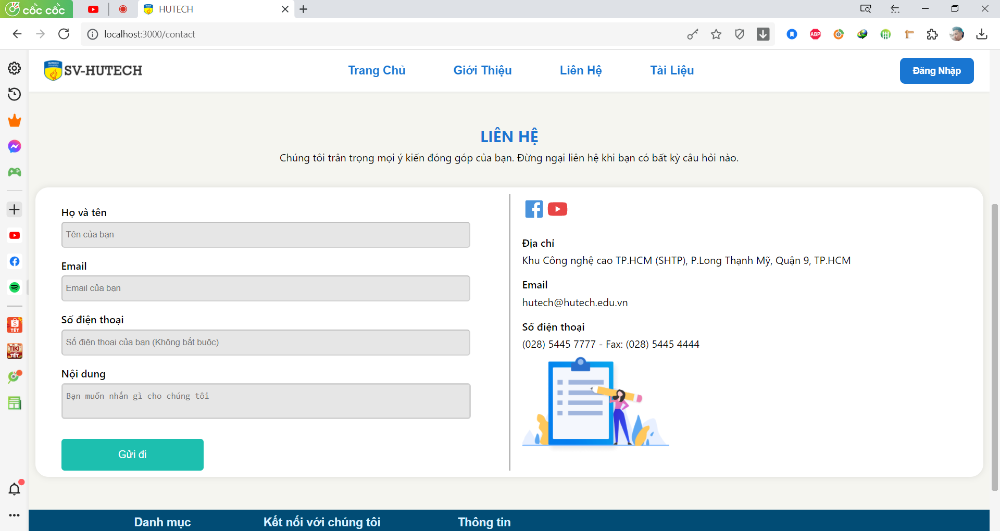 cốc cốc
HUTECH
localhost:3000/contact
ABP
SV-HUTECH
Trang Chủ
Giới Thiệu
Liên Hệ
Tài Liệu
Đăng Nhập
LIÊN HỆ
Chúng tôi trân trọng mọi ý kiến đóng góp của bạn. Đừng ngại liên hệ khi bạn có bất kỳ câu hỏi nào.
Họ và tên
Tên của bạn
Email
Email của bạn
Số điện thoại
Số điện thoại của bạn (Không bắt buộc)
Nội dung
Bạn muốn nhắn gì cho chúng tôi
Gửi đi
Địa chỉ
Khu Công nghệ cao TP.HCM (SHTP), P.Long Thạnh Mỹ, Quận 9, TP.HCM
Email
hutech@hutech.edu.vn
Số điện thoại
(028) 5445 7777 - Fax: (028) 5445 4444
S
TẾT
TIKI
TẾT
Danh mục
Kết nối với chúng tôi
Thông tin